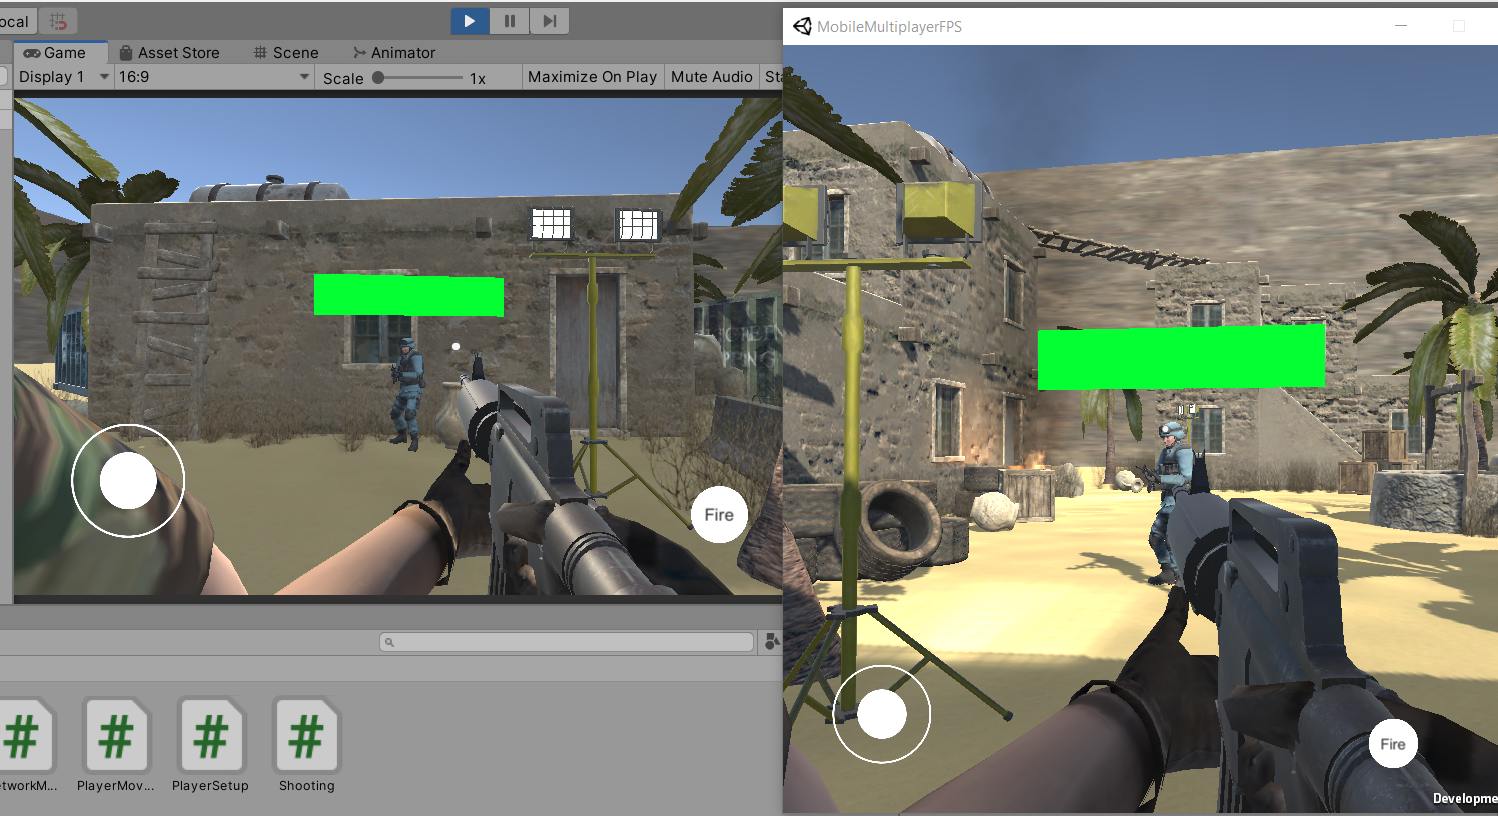 ocal
Game
Asset Store
Scene
Animator
Display 1
16:9
Scale
1x
Maximize On Play
Mute Audio
Sta
Fire
etworkM...
PlayerMov...
PlayerSetup
Shooting
MobileMultiplayerFPS
Fire
Developme